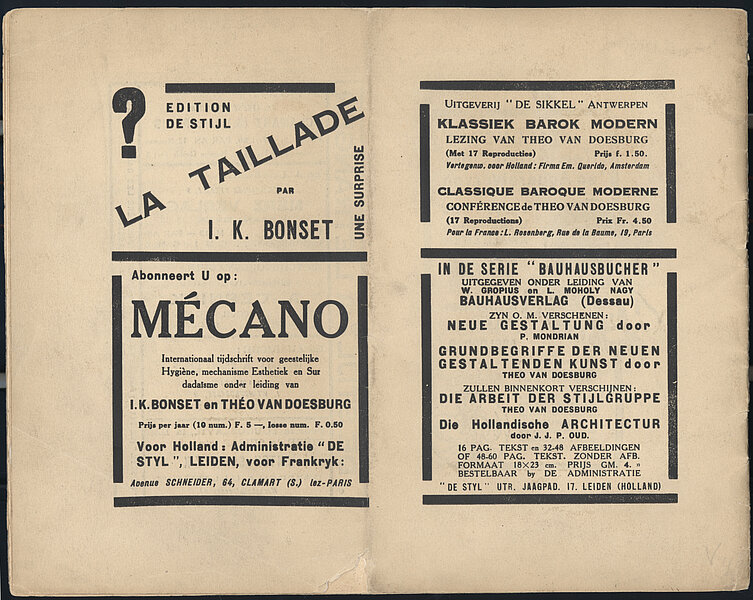 ?
EDITION
DE STIJL
LA TAILLADE
PAR
I. K. BONSET
UNE SURPRISE
Abonneert U op:
MÉCANO
Internationaal tijdschrift voor geestelijke
Hygiène, mechanisme Esthetiek en Sur
dadaïsme onder leiding van
I.K.BONSET en THÉO VAN DOESBURG
Prijs per jaar (10 num.) F. 5 —, losse num. F. 0.50
Voor Holland: Administratie "DE
STYL", LEIDEN, voor Frankryk:
Avenue SCHNEIDER, 64, CLAMART (S.) lez-PARIS
UITGEVERIJ "DE SIKKEL" ANTWERPEN
KLASSIEK BAROK MODERN
LEZING VAN THEO VAN DOESBURG
(Met 17 Reproducties) Prijs f. 1.50.
Vertegenw. voor Holland: Firma Em. Querido, Amsterdam
CLASSIQUE BAROQUE MODERNE
CONFÉRENCE de THEO VAN DOESBURG
(17 Reproductions) Prix Fr. 4.50
Pour la France: L. Rosenberg, Rue de la Baume, 19, Paris
IN DE SERIE "BAUHAUSBUCHER"
UITGEGEVEN ONDER LEIDING VAN
W. GROPIUS en L. MOHOLY NAGY
BAUHAUSVERLAG (Dessau)
ZYN O. M. VERSCHENEN:
NEUE GESTALTUNG door
P. MONDRIAN
GRUNDBEGRIFFE DER NEUEN
GESTALTENDEN KUNST door
THEO VAN DOESBURG
ZULLEN BINNENKORT VERSCHIJNEN:
DIE ARBEIT DER STIJLGRUPPE
THEO VAN DOESBURG
Die Holländische ARCHITECTUR
door J. J. P. OUD.
16 PAG. TEKST en 32-48 AFBEELDINGEN
OF 48-60 PAG. TEKST. ZONDER AFB.
FORMAAT 18×23 cm. PRIJS GM. 4. "
BESTELBAAR by DE ADMINISTRATIE
"DE STYL" UTR. JAAGPAD. 17. LEIDEN (HOLLAND)